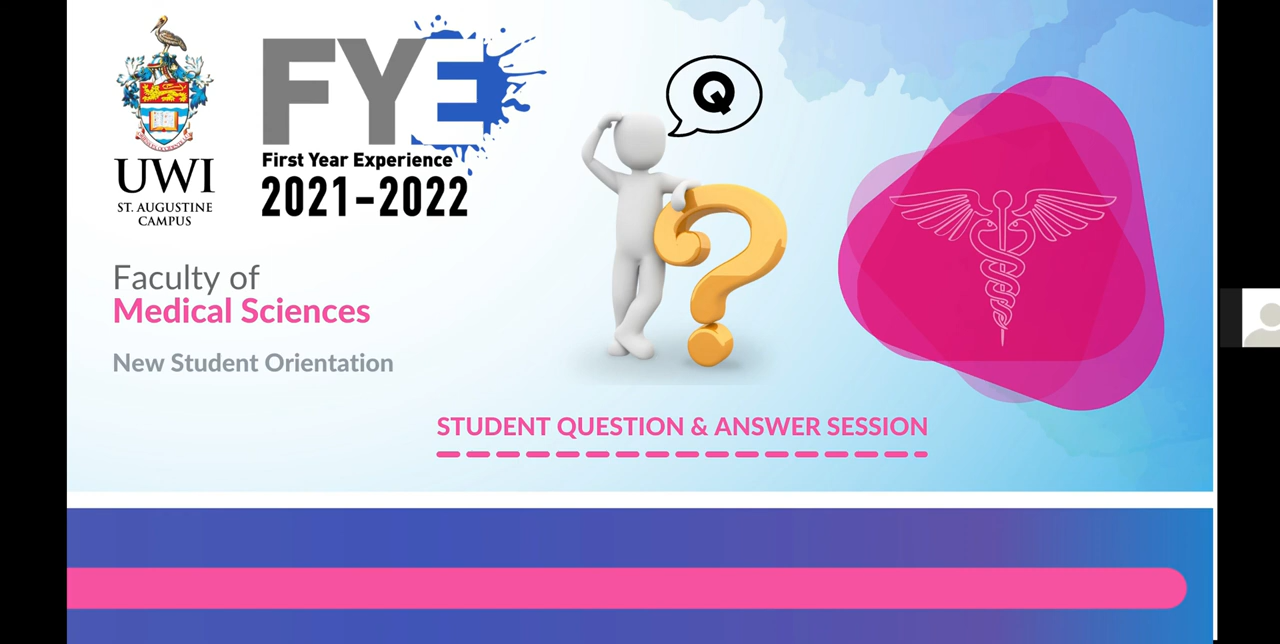 UWI
ST. AUGUSTINE
CAMPUS
FYE
First Year Experience
2021-2022
Q
Faculty of
Medical Sciences
New Student Orientation
STUDENT QUESTION & ANSWER SESSION